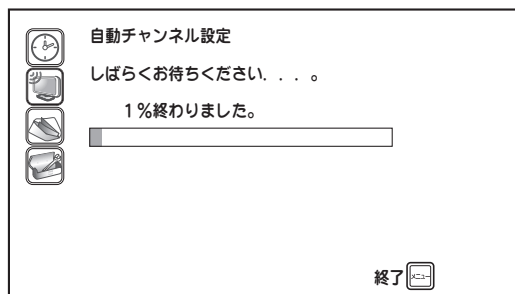 自動チャンネル設定
しばらくお待ちください．．．。
1%終わりました。
終了 メニュー